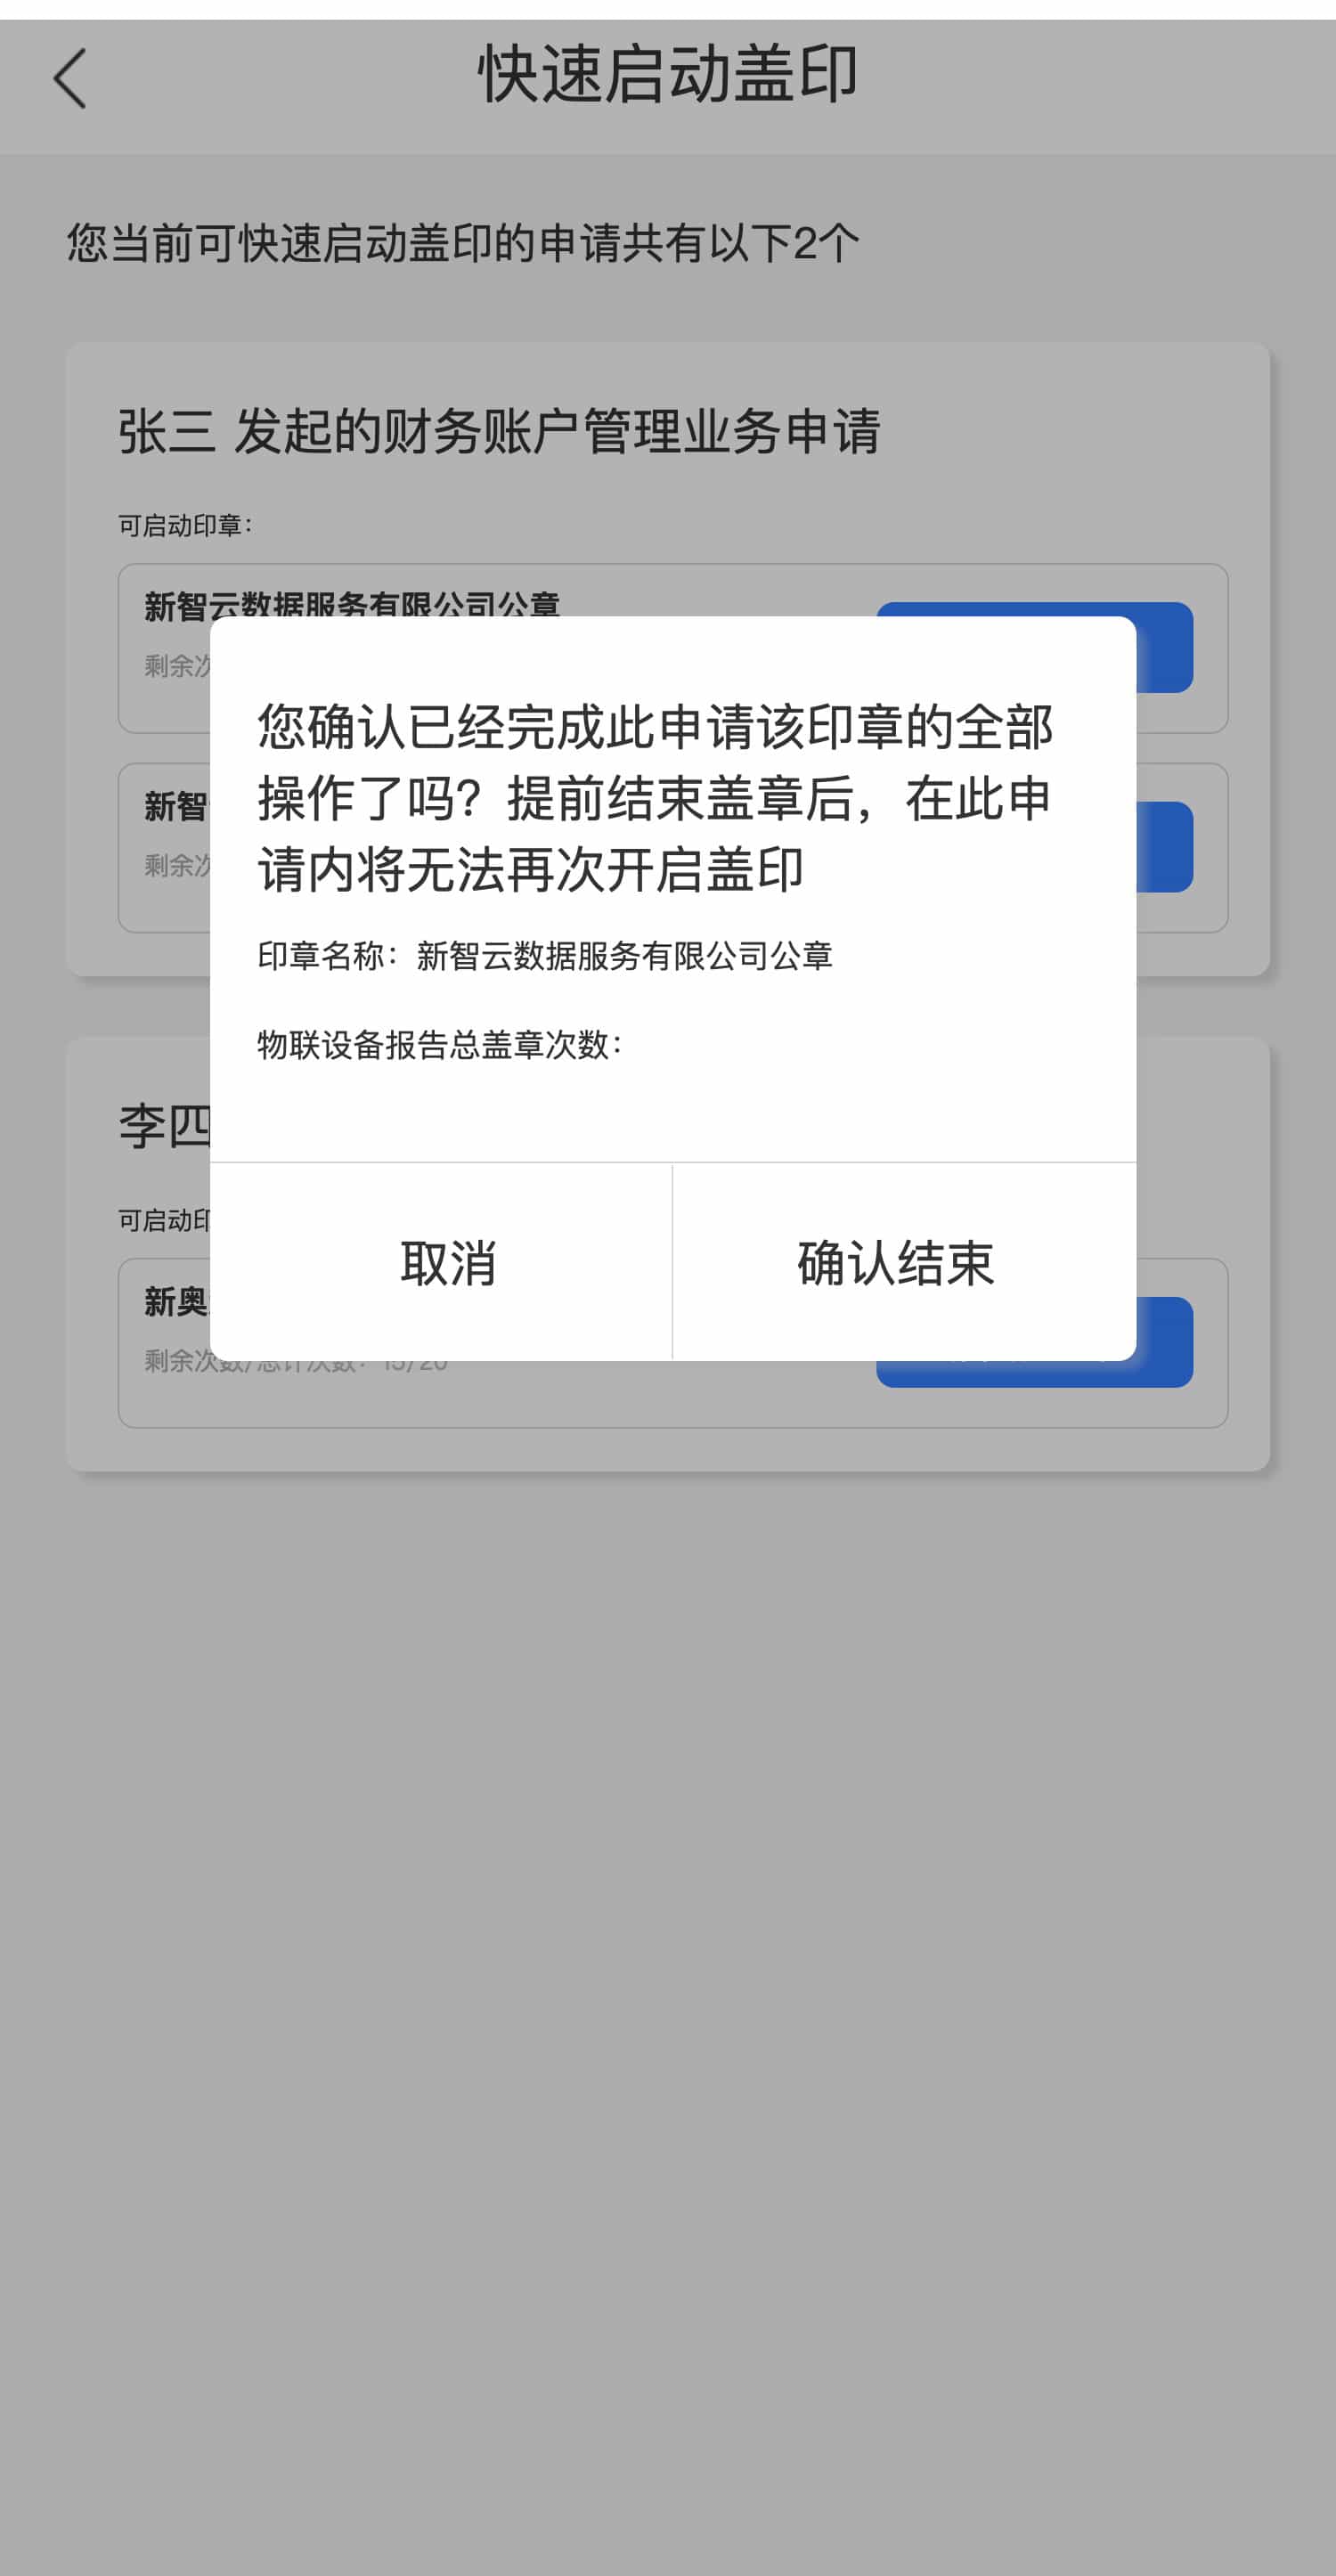 快速启动盖印
您当前可快速启动盖印的申请共有以下2个
张三 发起的财务账户管理业务申请
可启动印章：
新智云数据服务有限公司公章
剩余次
新智
剩余次
您确认已经完成此申请该印章的全部
操作了吗？提前结束盖章后，在此申
请内将无法再次开启盖印
印章名称：新智云数据服务有限公司公章
物联设备报告总盖章次数：
李四
可启动印
取消
确认结束
新奥
剩余次数/总计次数：15/20